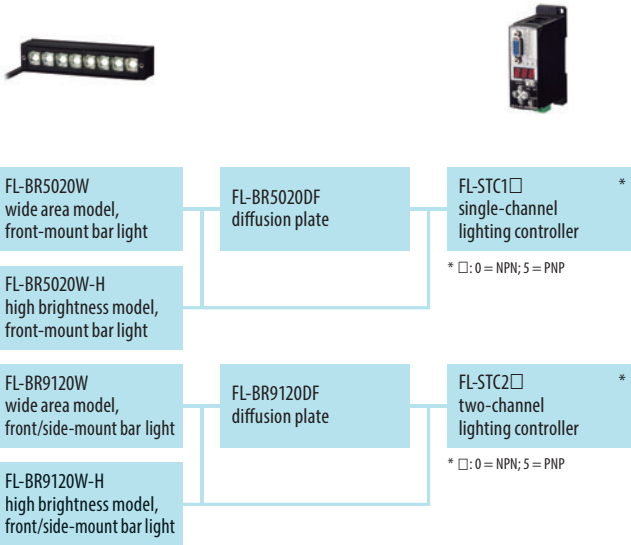 FL-BR5020W
wide area model,
front-mount bar light
FL-BR5020DF
diffusion plate
FL-STC1□ *
single-channel
lighting controller
* □: 0 = NPN; 5 = PNP
FL-BR5020W-H
high brightness model,
front-mount bar light
FL-BR9120W
wide area model,
front/side-mount bar light
FL-BR9120DF
diffusion plate
FL-STC2□ *
two-channel
lighting controller
* □: 0 = NPN; 5 = PNP
FL-BR9120W-H
high brightness model,
front/side-mount bar light